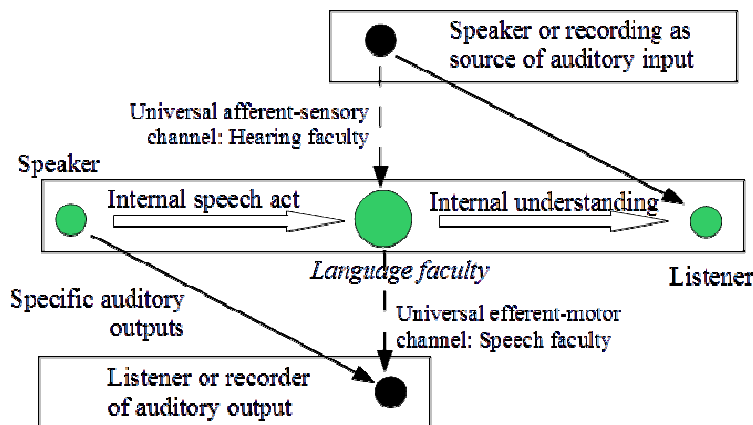 Speaker or recording as
source of auditory input
Universal afferent-sensory
channel: Hearing faculty
Speaker
Internal speech act
Internal understanding
Language faculty
Listener
Specific auditory
outputs
Universal efferent-motor
channel: Speech faculty
Listener or recorder
of auditory output